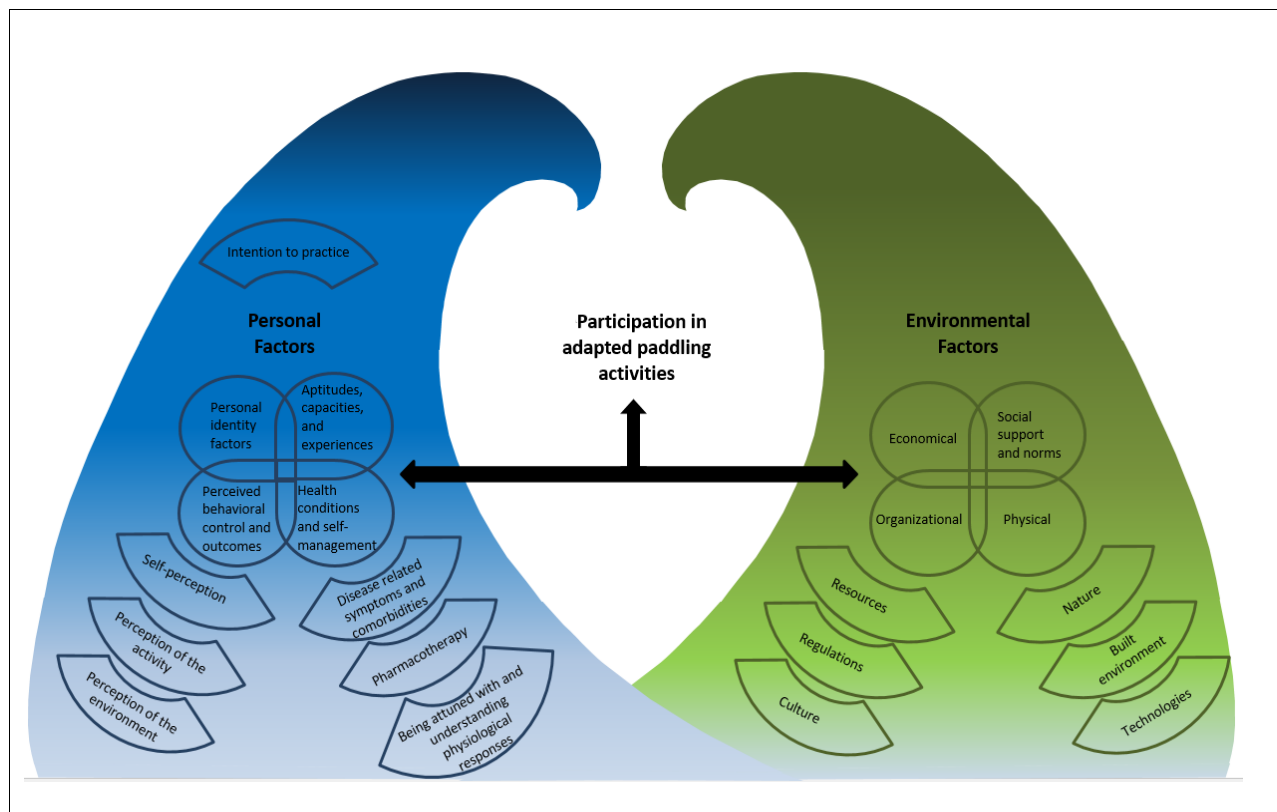 Intention to practice
Personal
Factors
Participation in
adapted paddling
activities
Environmental
Factors
Personal
identity
factors
Aptitudes,
capacities,
and
experiences
Perceived
behavioral
control and
outcomes
Health
conditions
and self-
management
Economical
Social
support
and norms
Organizational
Physical
Self-perception
Perception of the
activity
Perception of the
environment
Disease related
symptoms and
comorbidities
Pharmacotherapy
Being attuned with and
understanding
physiological
responses
Resources
Regulations
Culture
Nature
Built
environment
Technologies